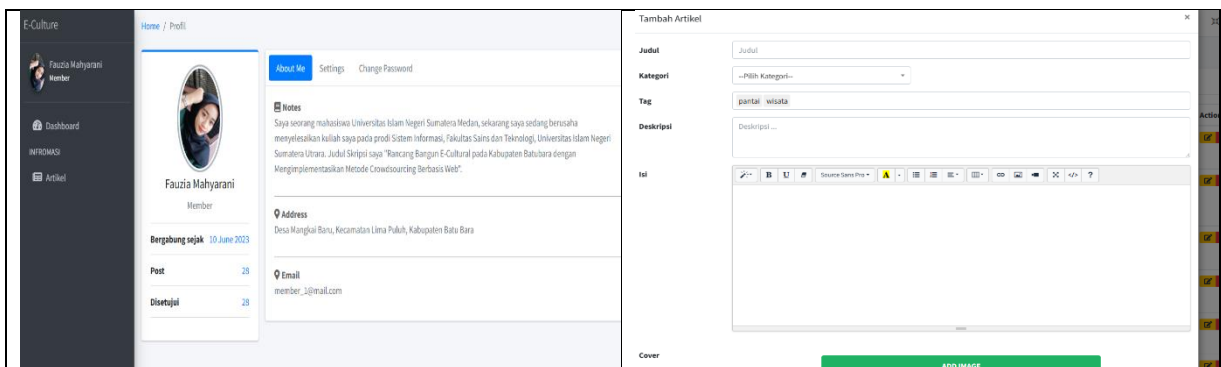 E-Culture
Fauzia Mahyarani
Member
Dashboard
INFROMASI
Artikel
Home / Profil
Fauzia Mahyarani
Member
Bergabung sejak 10 June 2023
Post 28
Disetujui 28
About Me Settings Change Password
Notes
Saya seorang mahasiswa Universitas Islam Negeri Sumatera Medan, sekarang saya sedang berusaha
menyelesaikan kuliah saya pada prodi Sistem Informasi, Fakultas Sains dan Teknologi, Universitas Islam Negeri
Sumatera Utrara. Judul Skripsi saya "Rancang Bangun E-Cultural pada Kabupaten Batubara dengan
Mengimplementasikan Metode Crowdsourcing Berbasis Web".
Address
Desa Mangkai Baru, Kecamatan Lima Puluh, Kabupaten Batu Bara
Email
member_1@mail.com
Tambah Artikel ×
Judul Judul
Kategori --Pilih Kategori--
Tag pantai wisata
Deskripsi Deskripsi ...
Isi
B U Source Sans Pro A </> ?
Cover
ADD IMAGE
Action